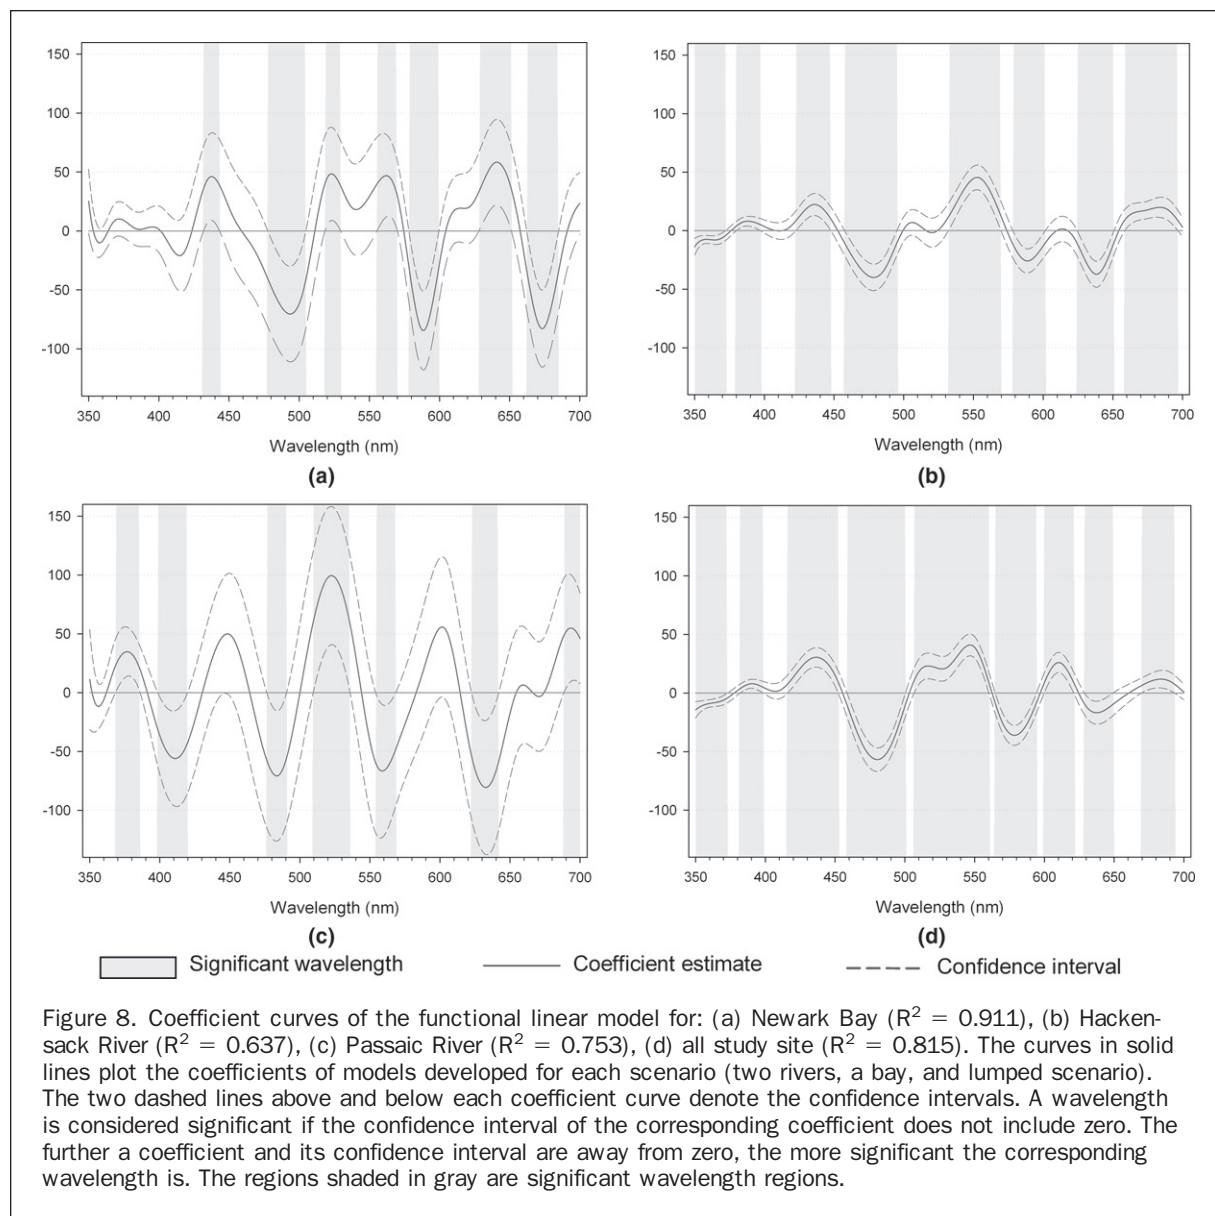 150
100
50
0
-50
-100
350 400 450 500 550 600 650 700
Wavelength (nm)
(a)
150
100
50
0
-50
-100
350 400 450 500 550 600 650 700
Wavelength (nm)
(b)
150
100
50
0
-50
-100
350 400 450 500 550 600 650 700
Wavelength (nm)
(c)
150
100
50
0
-50
-100
350 400 450 500 550 600 650 700
Wavelength (nm)
(d)
Significant wavelength Coefficient estimate Confidence interval
Figure 8. Coefficient curves of the functional linear model for: (a) Newark Bay (R² = 0.911), (b) Hacken-
sack River (R² = 0.637), (c) Passaic River (R² = 0.753), (d) all study site (R² = 0.815). The curves in solid
lines plot the coefficients of models developed for each scenario (two rivers, a bay, and lumped scenario).
The two dashed lines above and below each coefficient curve denote the confidence intervals. A wavelength
is considered significant if the confidence interval of the corresponding coefficient does not include zero. The
further a coefficient and its confidence interval are away from zero, the more significant the corresponding
wavelength is. The regions shaded in gray are significant wavelength regions.